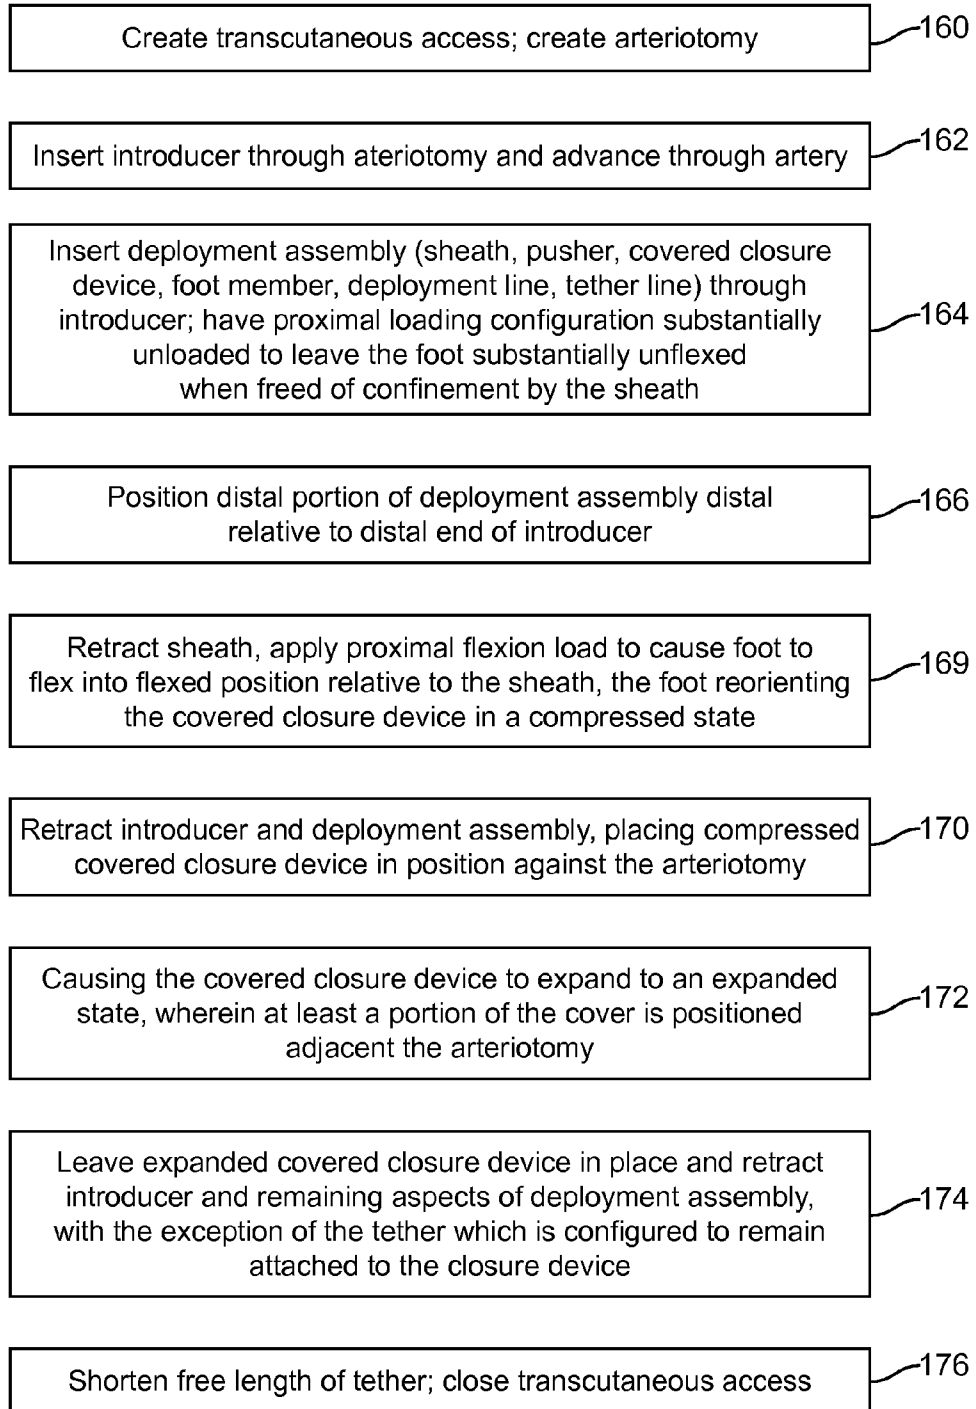 Create transcutaneous access; create arteriotomy
160
Insert introducer through ateriotomy and advance through artery
162
Insert deployment assembly (sheath, pusher, covered closure
device, foot member, deployment line, tether line) through
introducer; have proximal loading configuration substantially
unloaded to leave the foot substantially unflexed
when freed of confinement by the sheath
164
Position distal portion of deployment assembly distal
relative to distal end of introducer
166
Retract sheath, apply proximal flexion load to cause foot to
flex into flexed position relative to the sheath, the foot reorienting
the covered closure device in a compressed state
169
Retract introducer and deployment assembly, placing compressed
covered closure device in position against the arteriotomy
170
Causing the covered closure device to expand to an expanded
state, wherein at least a portion of the cover is positioned
adjacent the arteriotomy
172
Leave expanded covered closure device in place and retract
introducer and remaining aspects of deployment assembly,
with the exception of the tether which is configured to remain
attached to the closure device
174
Shorten free length of tether; close transcutaneous access
176